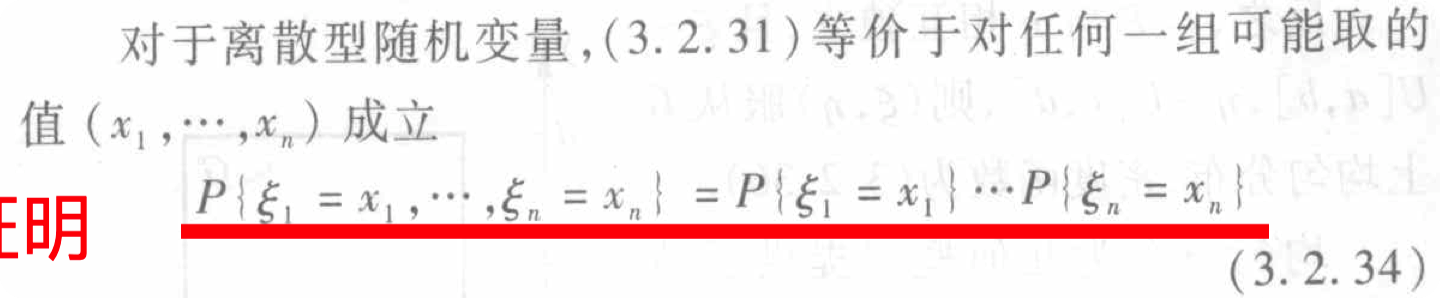 对于离散型随机变量,(3.2.31)等价于对任何一组可能取的
值 (x₁,⋯,xₙ) 成立
P{ξ₁ = x₁,⋯,ξₙ = xₙ} = P{ξ₁ = x₁}⋯P{ξₙ = xₙ}
明
(3.2.34)